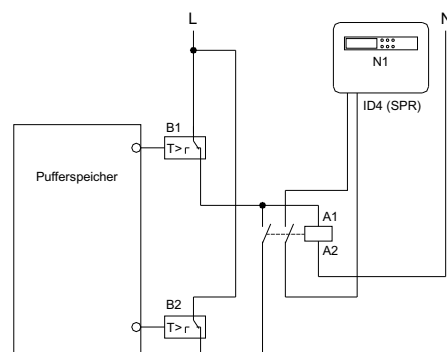 L
N
N1
ID4 (SPR)
B1
T>
Pufferspeicher
A1
A2
B2
T>